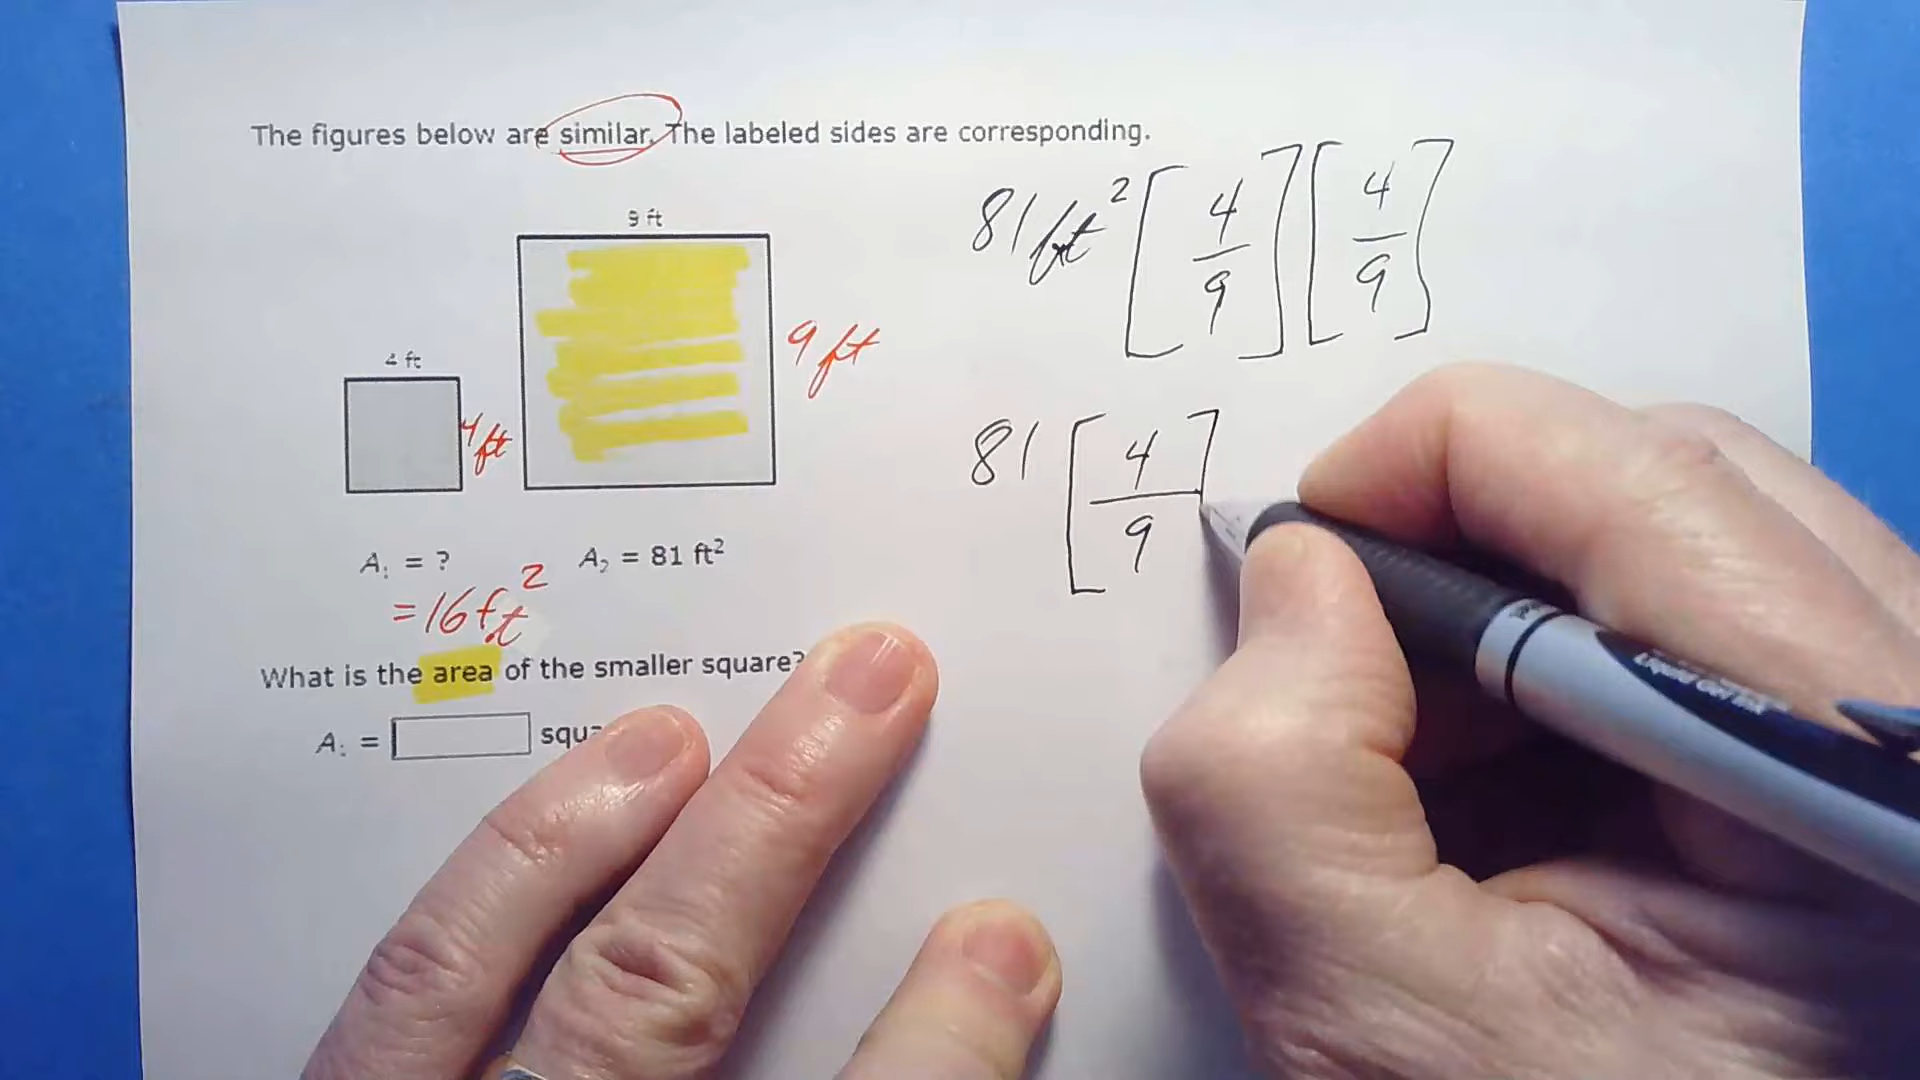 The figures below are similar. The labeled sides are corresponding.
81 ft² [4/9] [4/9]
9 ft
9 ft
4 ft
4 ft
81 [4/9
A₁ = ?
A₂ = 81 ft²
= 16 ft²
What is the area of the smaller square?
A₁ =